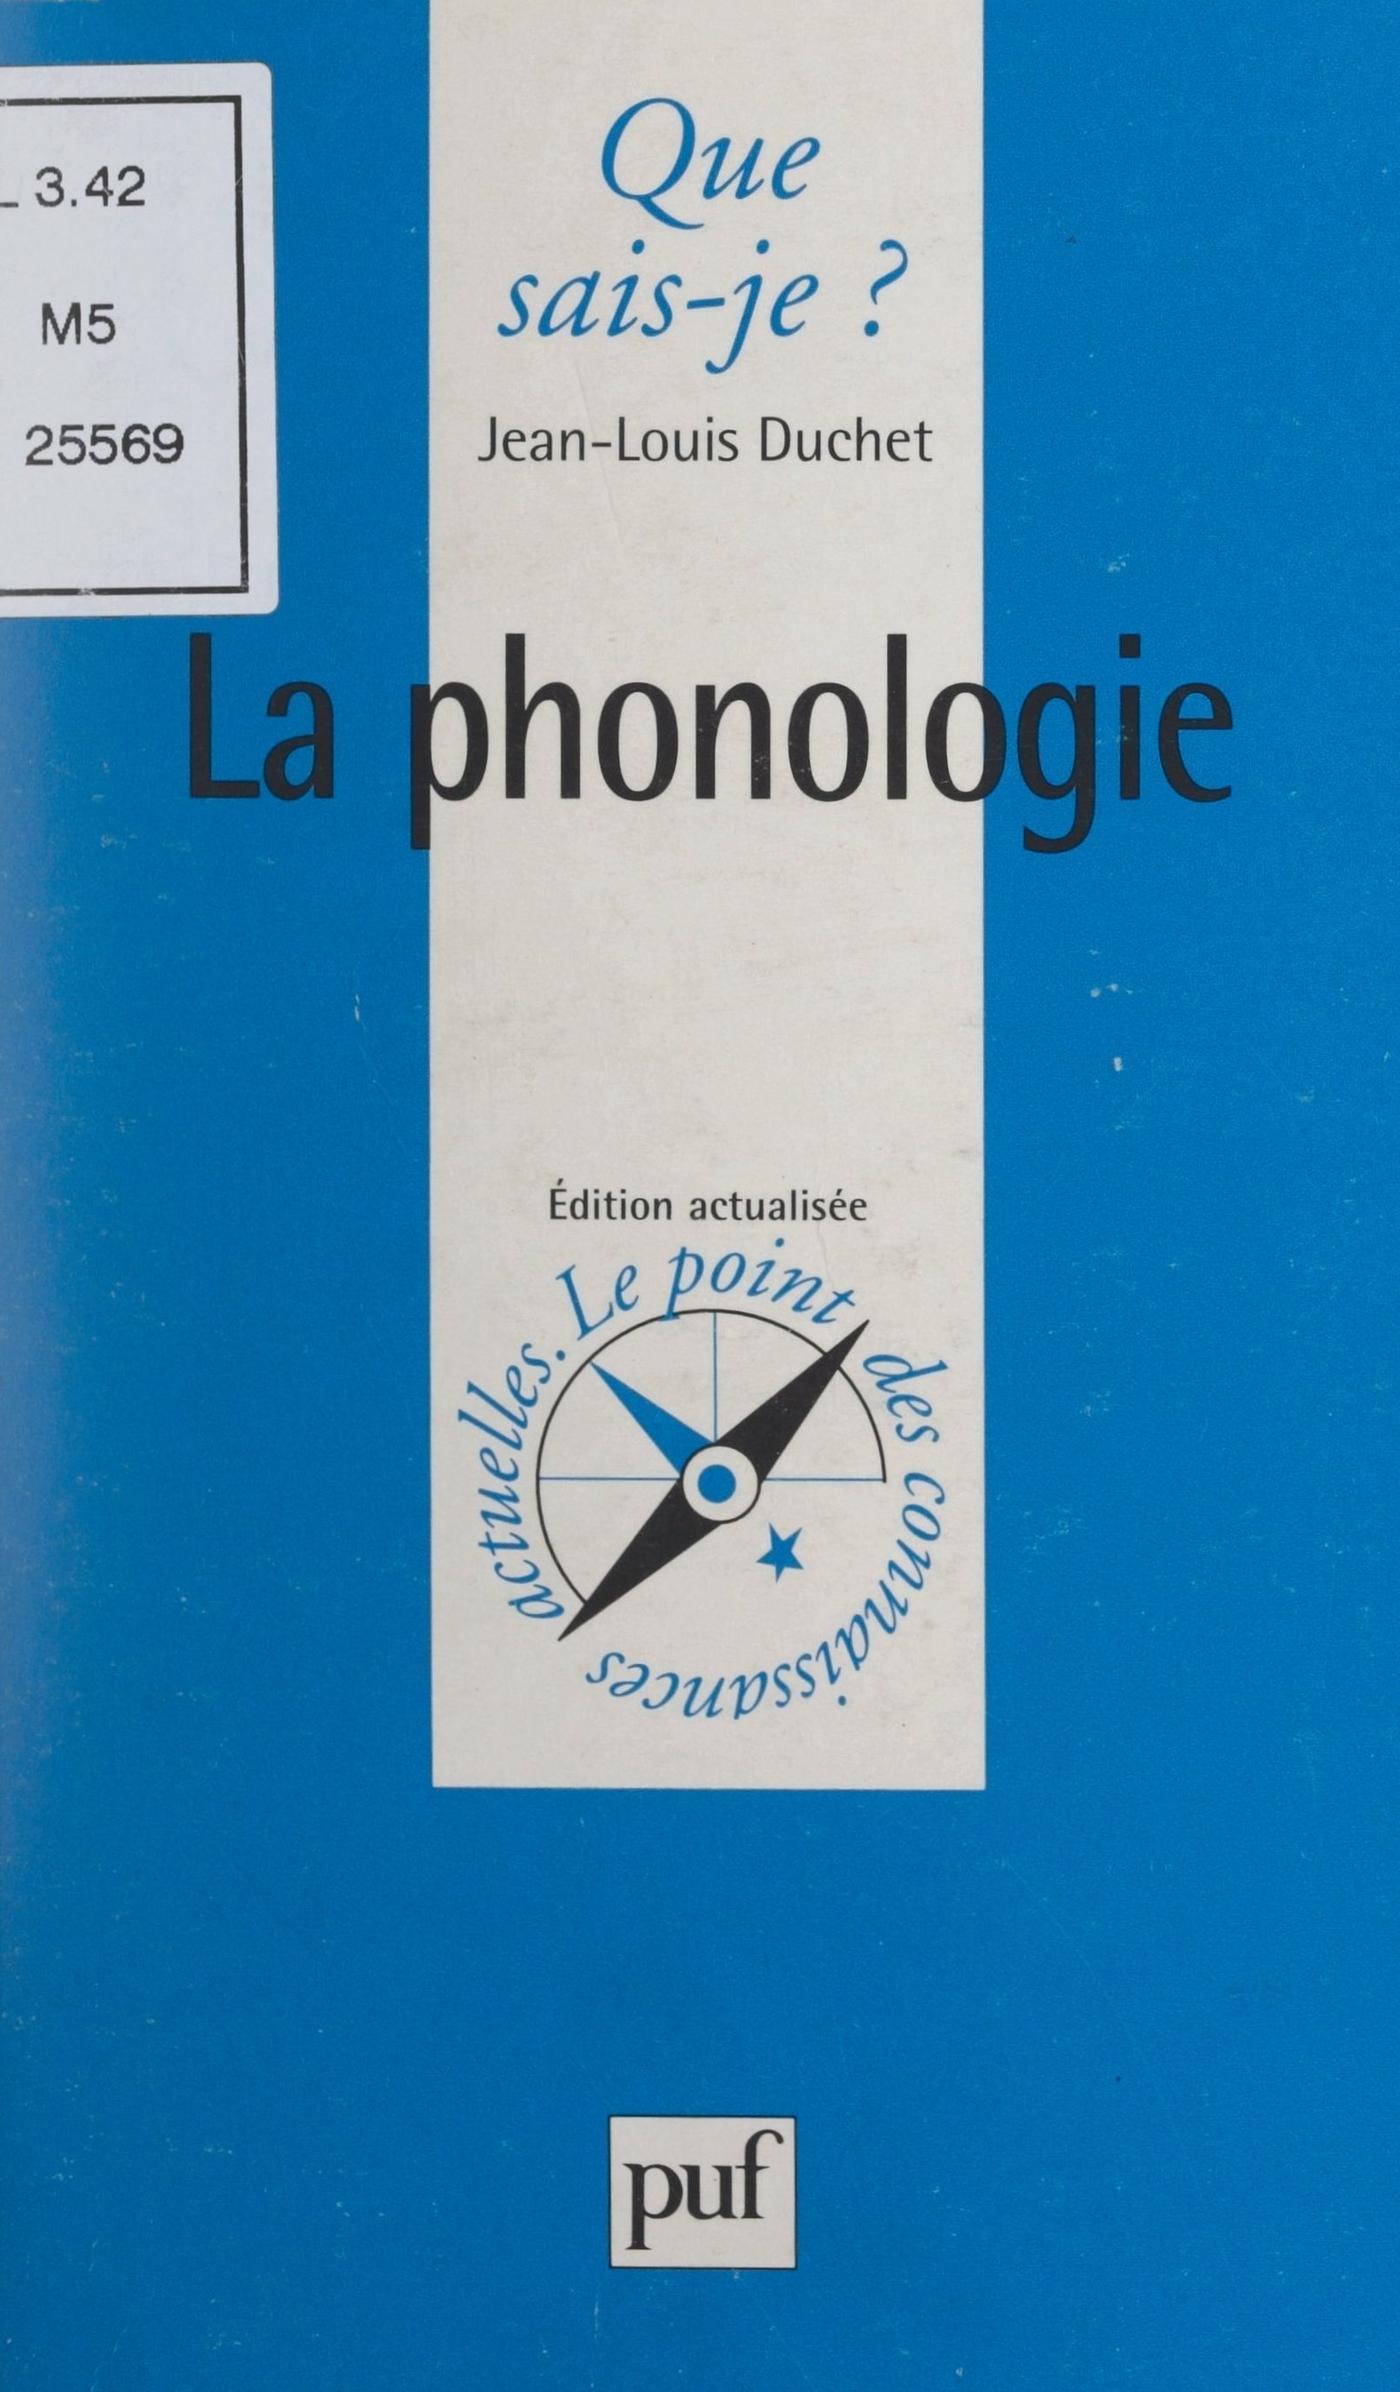 L 3.42
M5
25569
Que
sais-je ?
Jean-Louis Duchet
La phonologie
Édition actualisée
Le point des connaissances actuelles.
puf